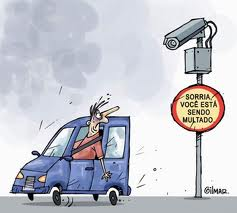 SORRIA
VOCÊ ESTÁ
SENDO
MULTADO
GilmaR.